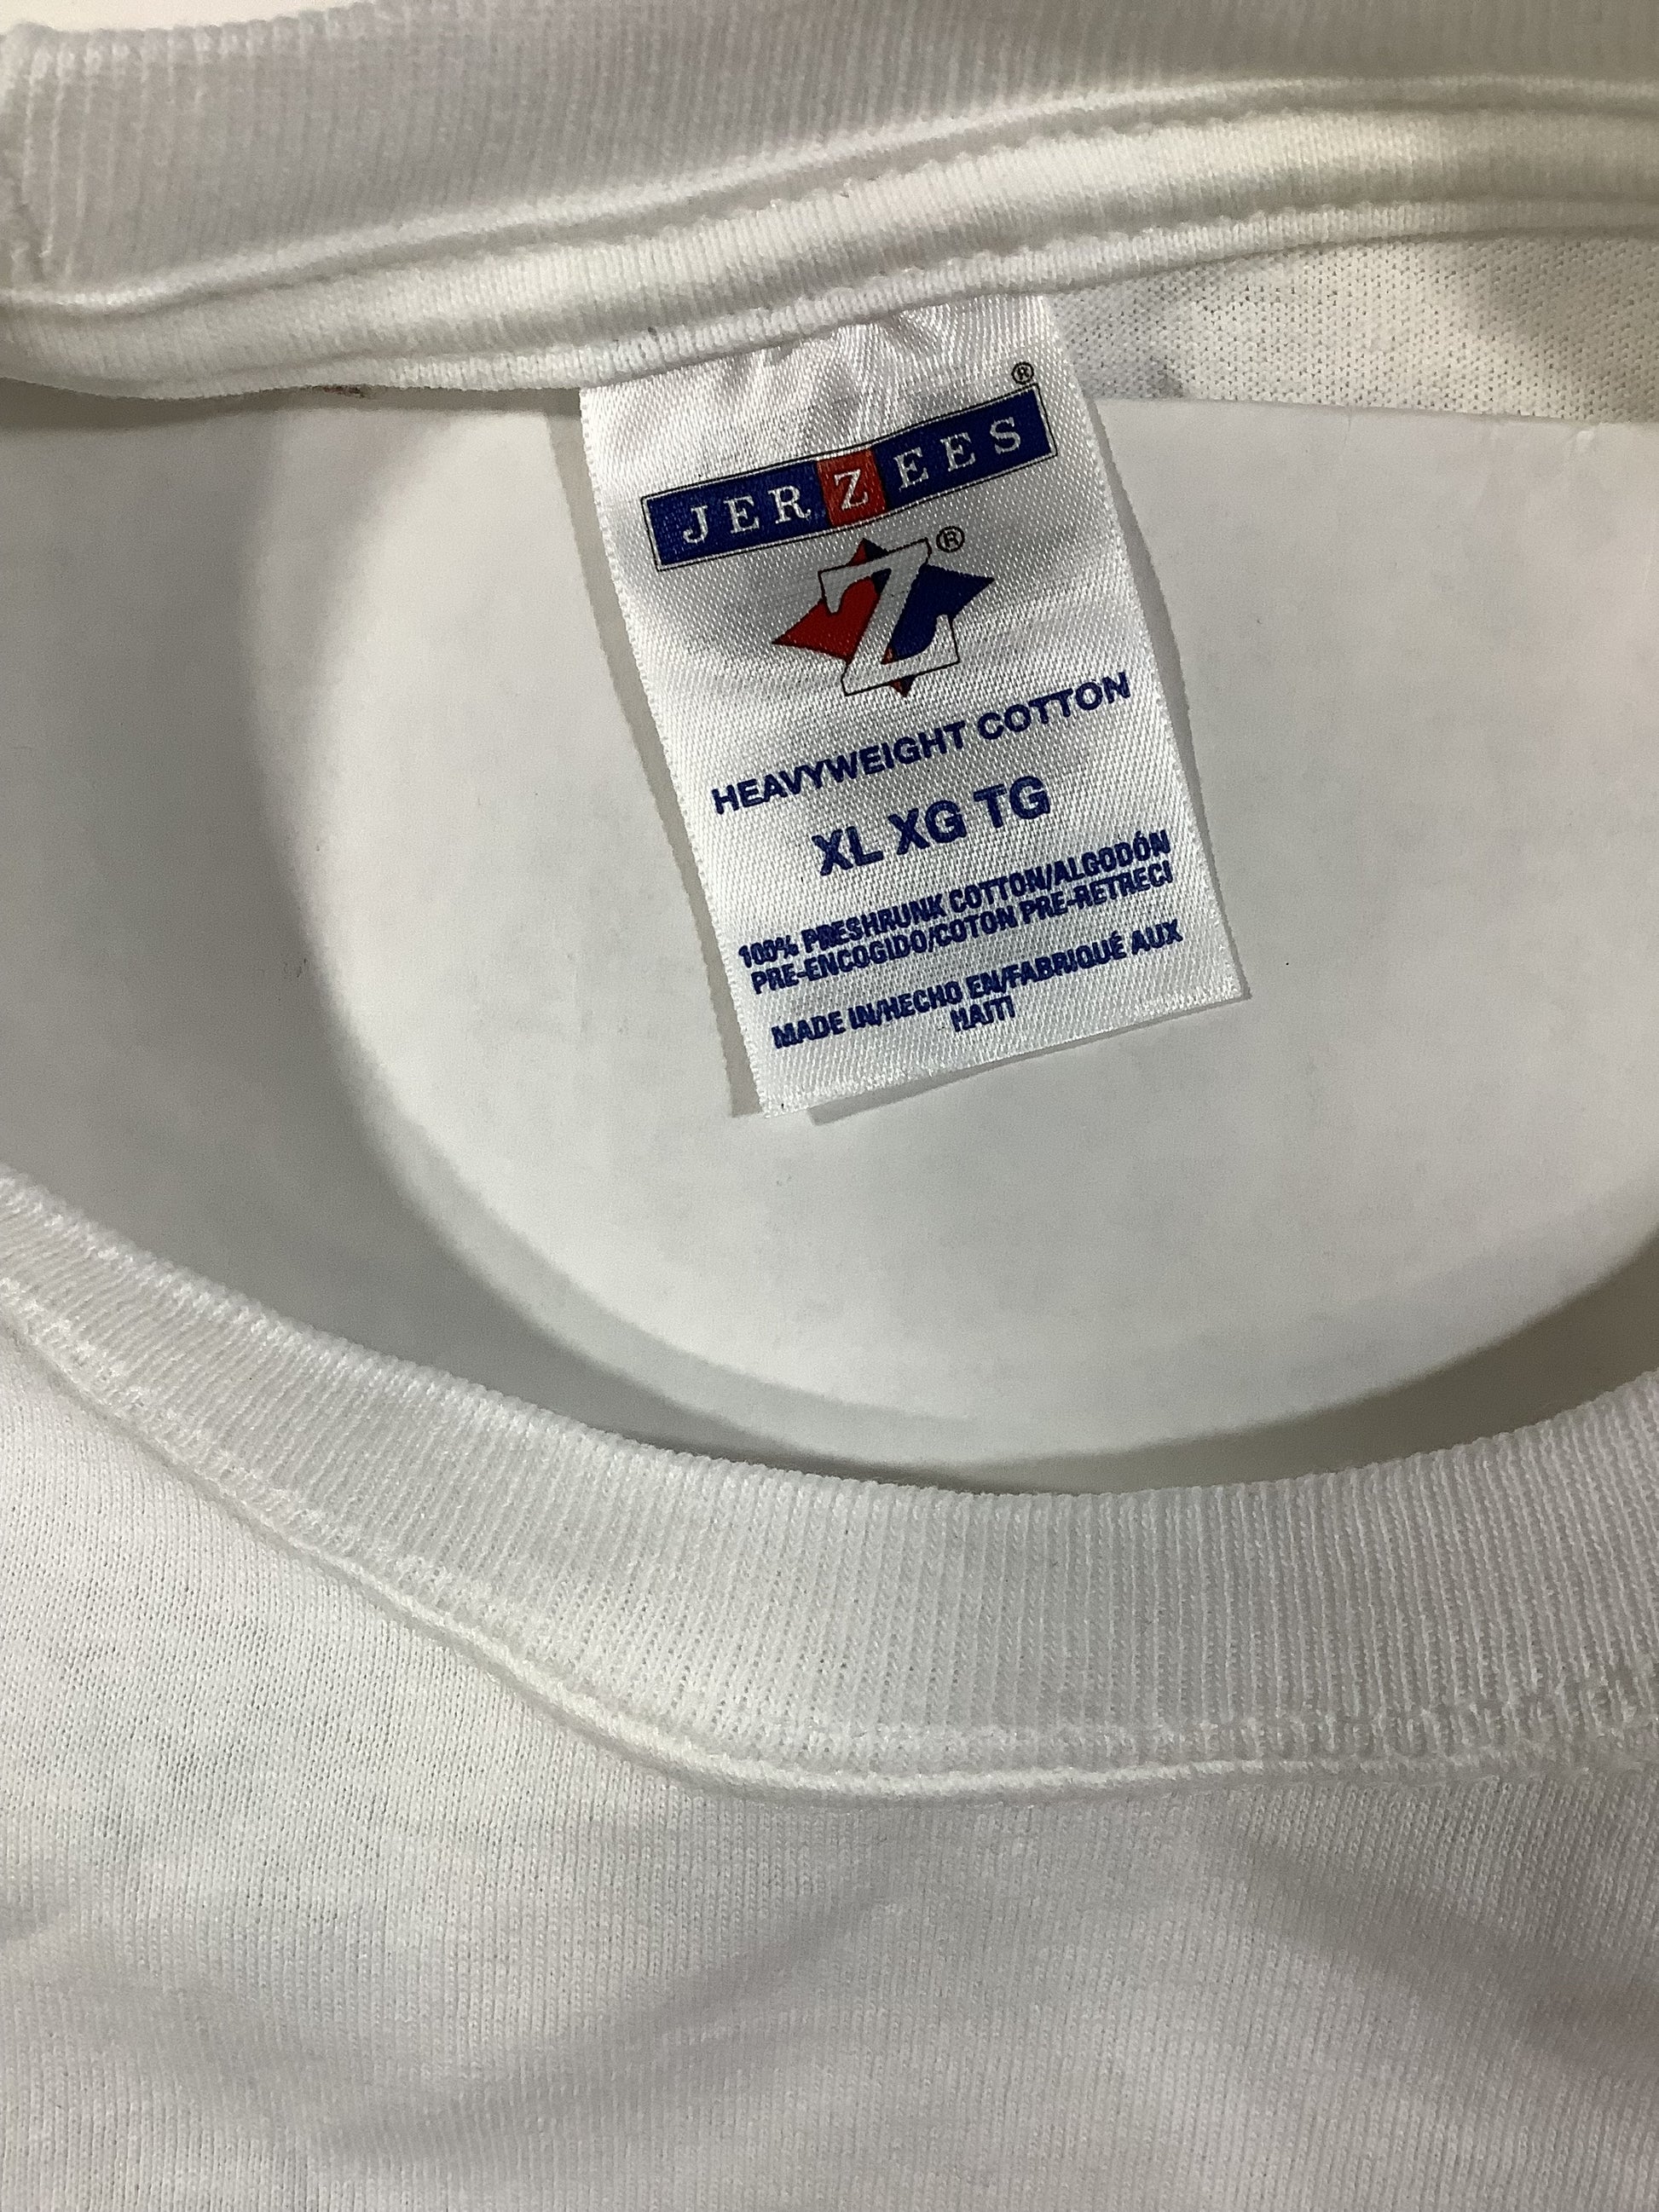 JERZEES®
Z®
HEAVYWEIGHT COTTON
XL XG TG
100% PRESHRUNK COTTON/ALGODÓN
PRE-ENCOGIDO/COTON PRE-RETRECI
MADE IN/HECHO EN/FABRIQUÉ AUX
HAITI